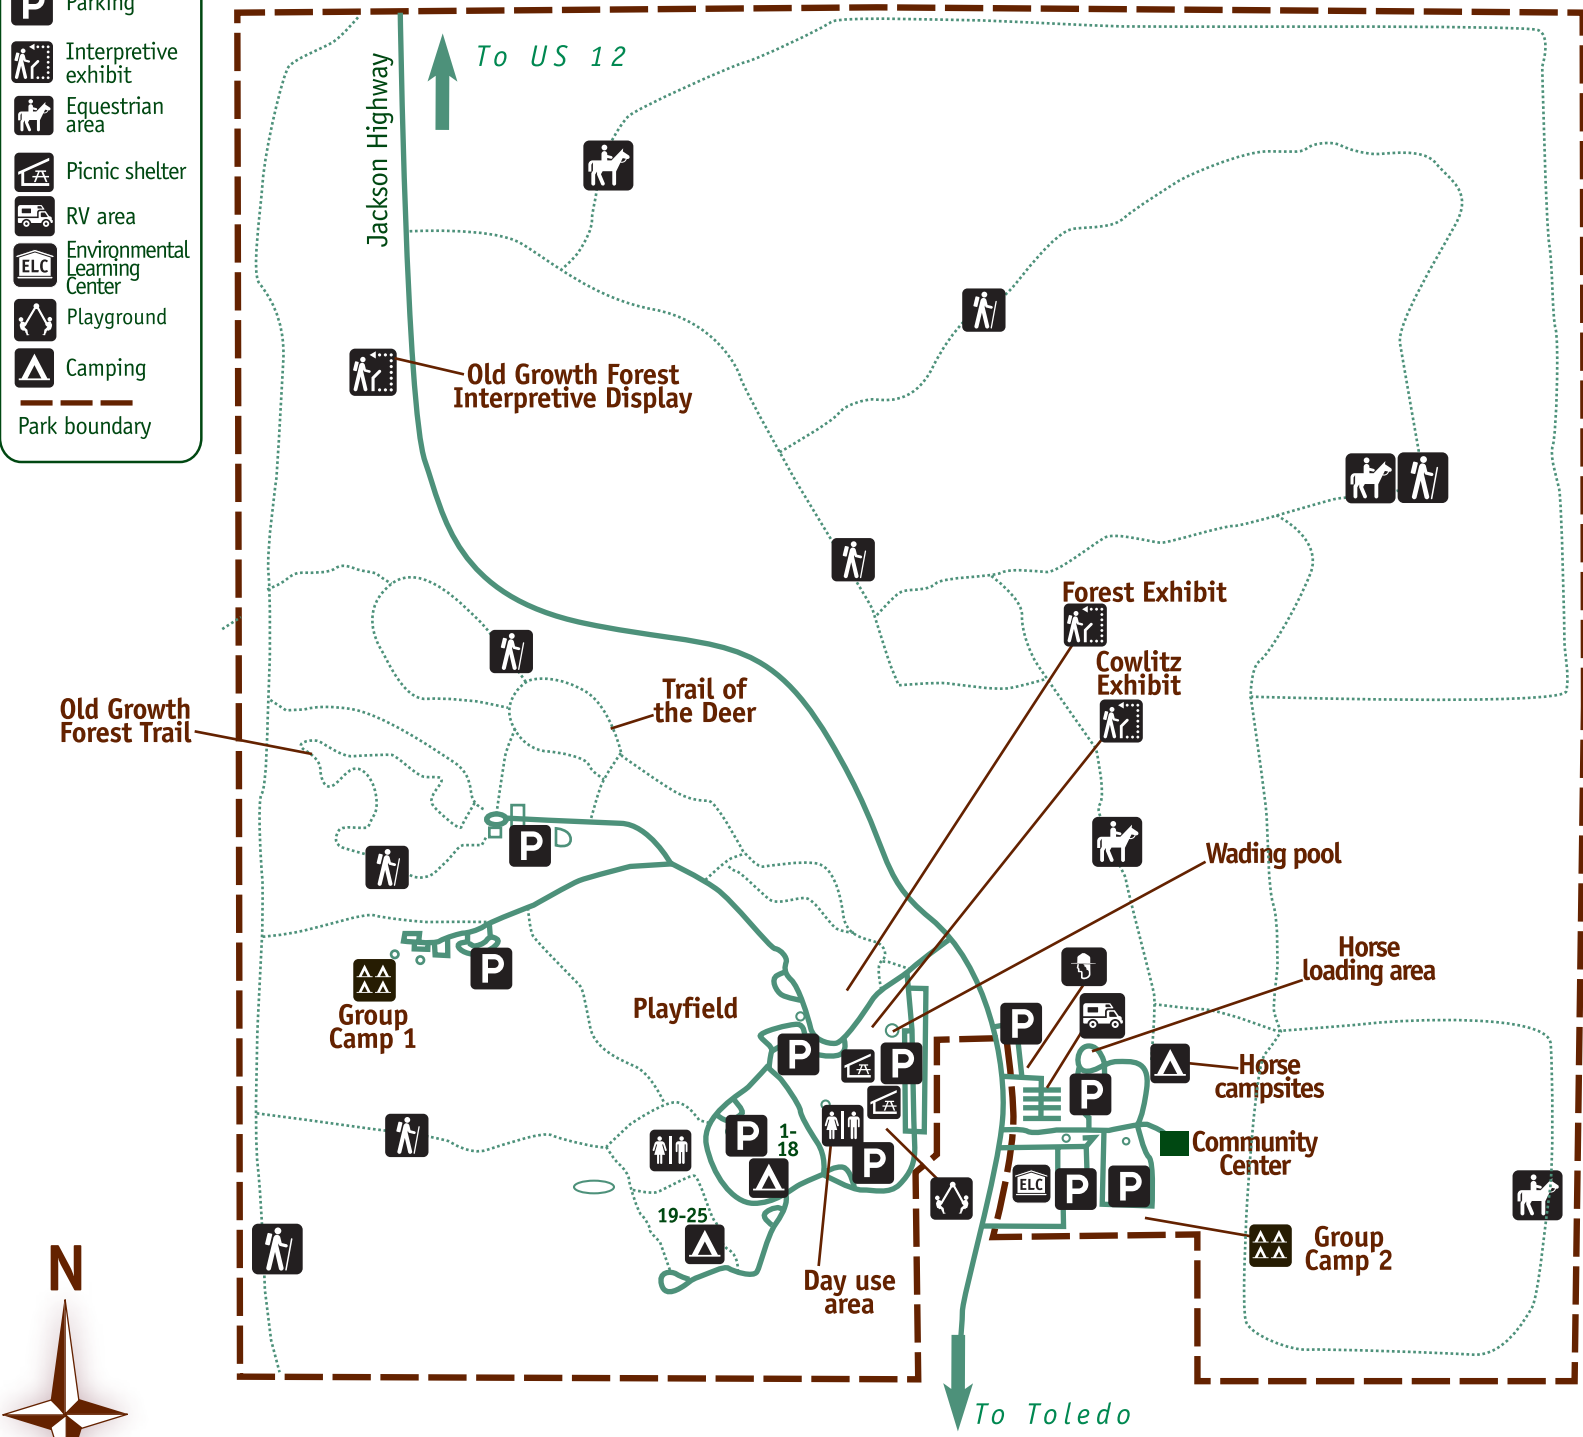 P Parking
Interpretive
exhibit
Equestrian
area
Picnic shelter
RV area
ELC
Environmental
Learning
Center
Playground
Camping
Park boundary
To US 12
Jackson Highway
Old Growth Forest
Interpretive Display
Forest Exhibit
Cowlitz
Exhibit
Trail of
the Deer
Old Growth
Forest Trail
P
Wading pool
P
Horse
loading area
Group
Camp 1
Playfield
P
P
P
P
Horse
campsites
P
1-
18
P
Community
Center
ELC
P
P
19-25
Group
Camp 2
Day use
area
N
To Toledo